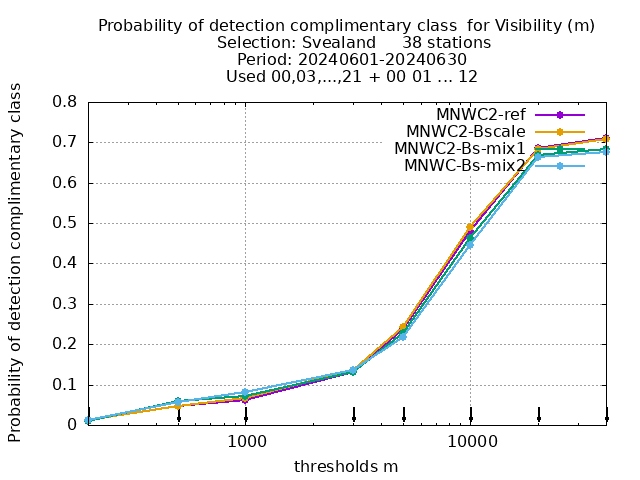 Probability of detection complimentary class  for Visibility (m)
Selection: Svealand     38 stations
Period: 20240601-20240630
Used 00,03,...,21 + 00 01 ... 12
Probability of detection complimentary class
0.8
0.7
0.6
0.5
0.4
0.3
0.2
0.1
0
MNWC2-ref
MNWC2-Bscale
MNWC2-Bs-mix1
MNWC-Bs-mix2
1000
10000
thresholds m